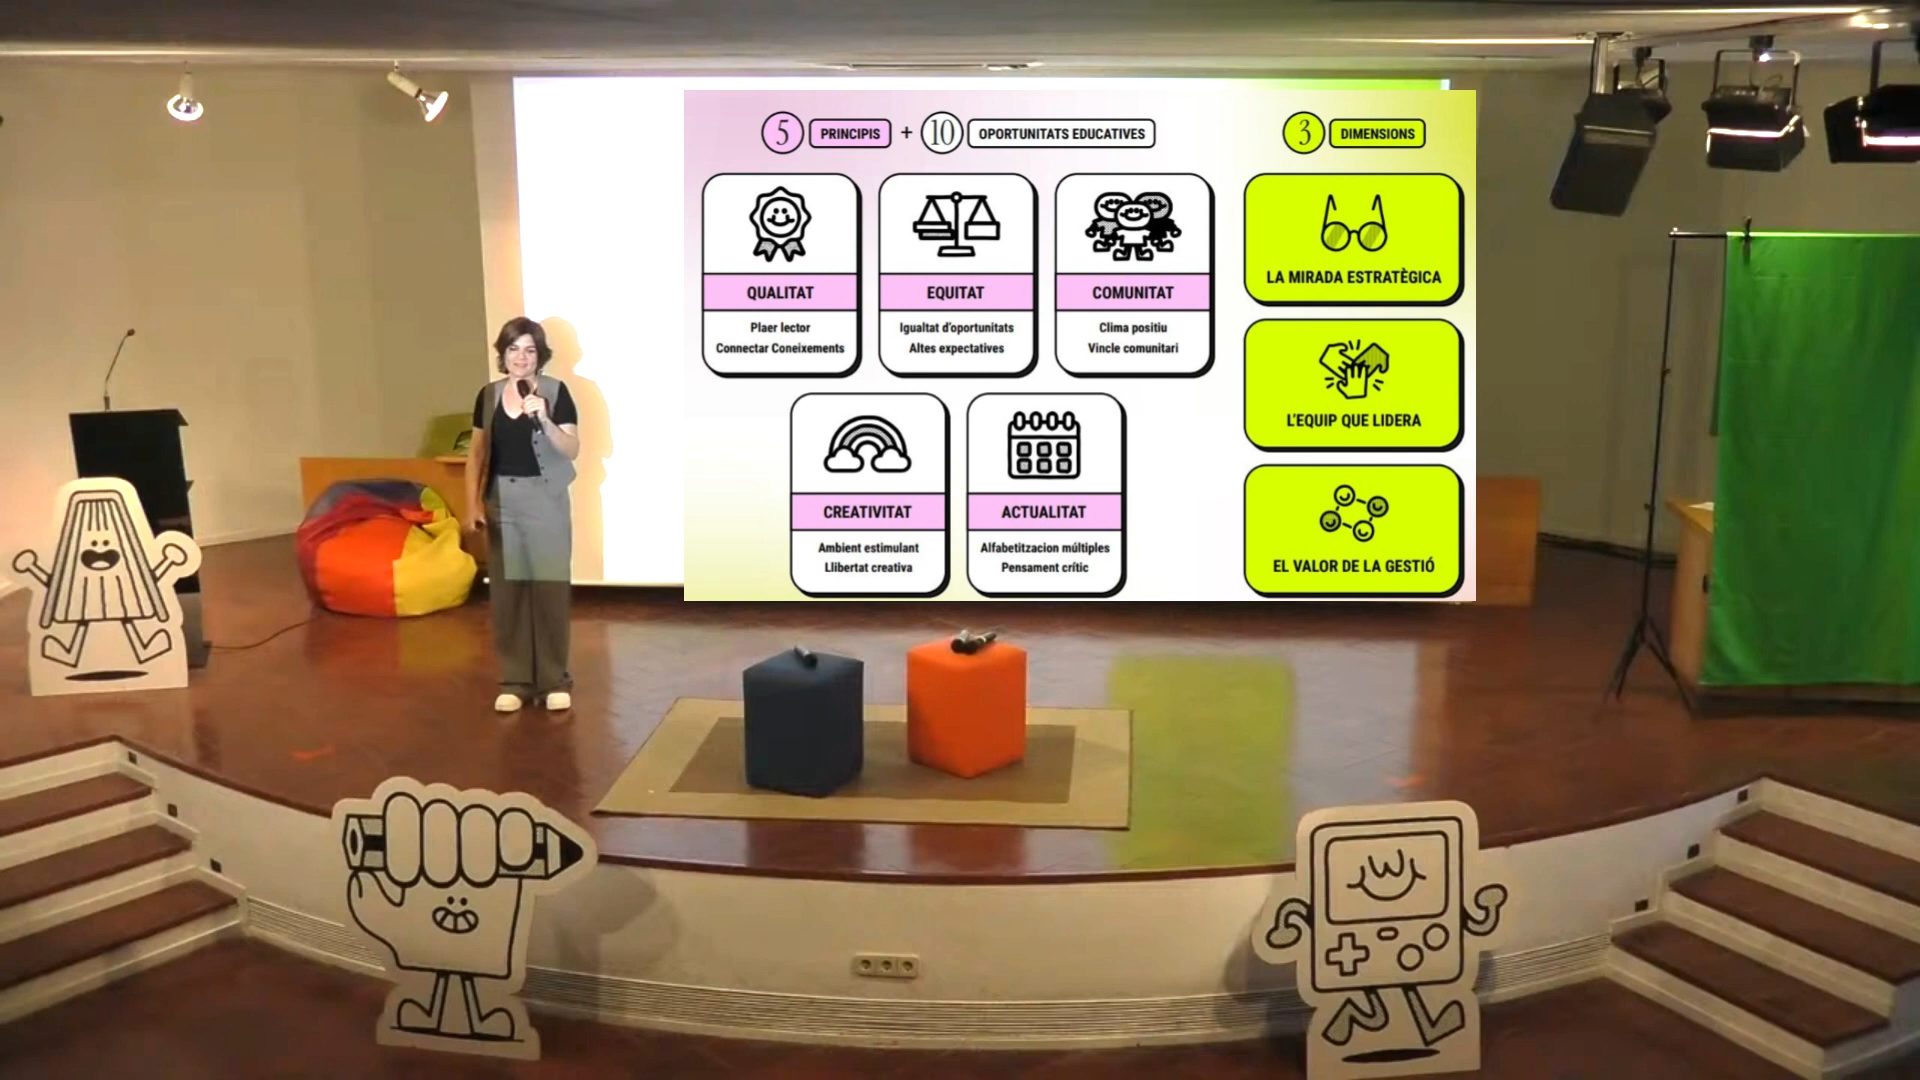 5 PRINCIPIS + 10 OPORTUNITATS EDUCATIVES
3 DIMENSIONS
QUALITAT
Plaer lector
Connectar Coneixements
EQUITAT
Igualtat d'oportunitats
Altes expectatives
COMUNITAT
Clima positiu
Vincle comunitari
CREATIVITAT
Ambient estimulant
Llibertat creativa
ACTUALITAT
Alfabetitzacion múltiples
Pensament crític
LA MIRADA ESTRATÈGICA
L'EQUIP QUE LIDERA
EL VALOR DE LA GESTIÓ